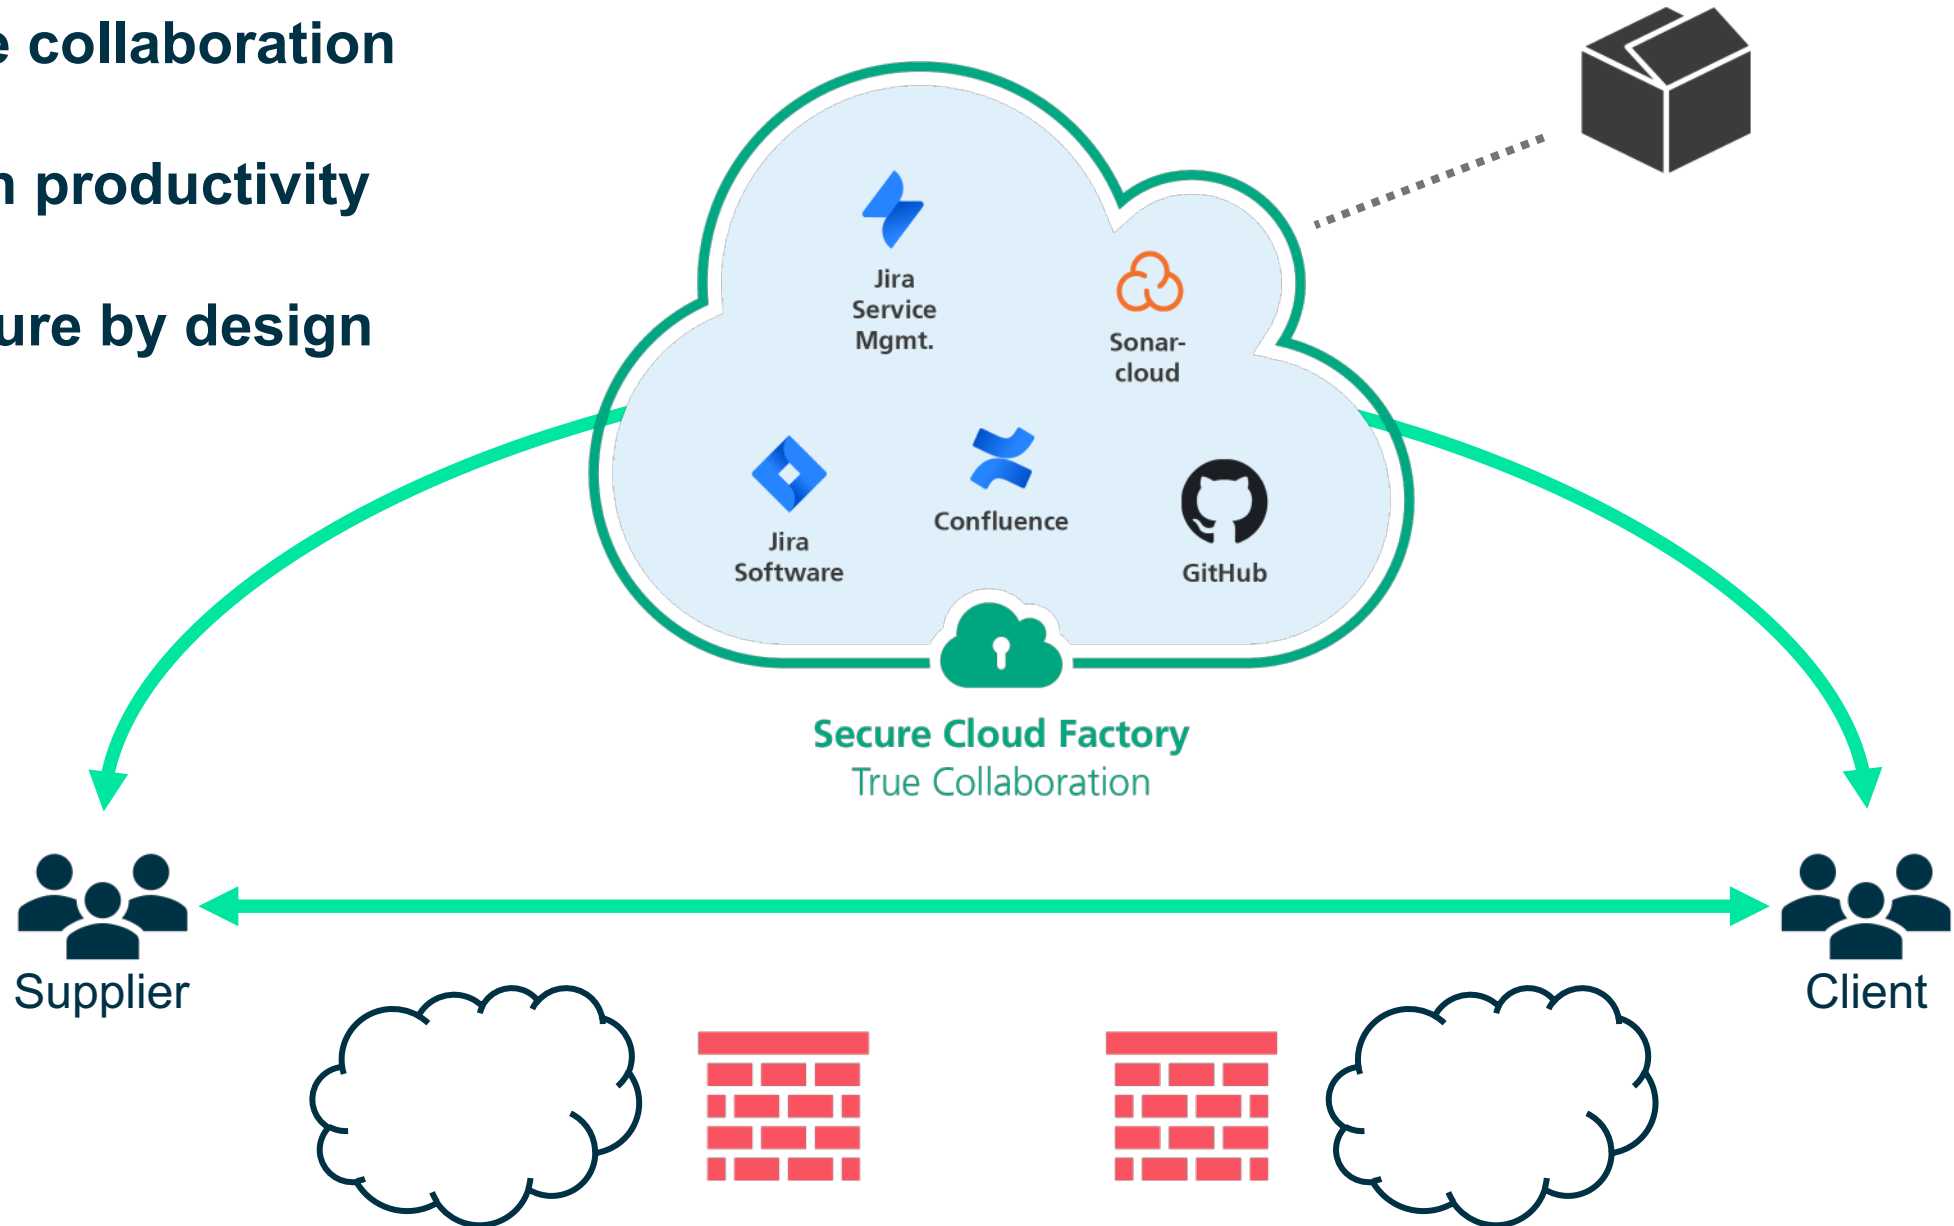 e collaboration
n productivity
ure by design
Jira
Service
Mgmt.
Sonar-
cloud
Jira
Software
Confluence
GitHub
Secure Cloud Factory
True Collaboration
Supplier
Client